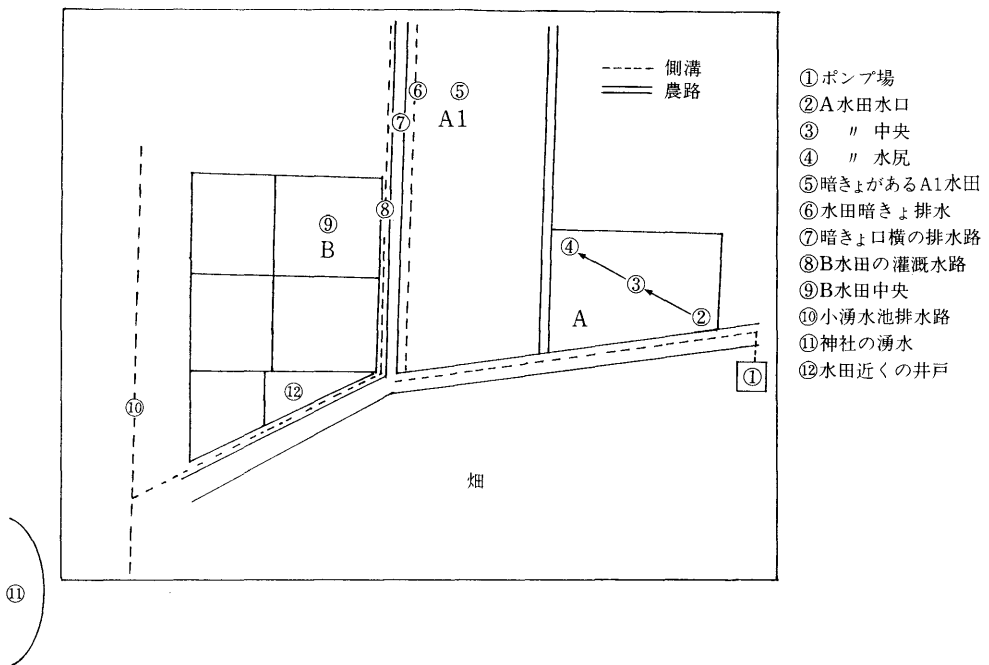 側溝
農路
⑥ ⑤
A1
⑦
⑧
⑨
B
④
③
A
②
①
⑫
⑩
畑
⑪
①ポンプ場
②A水田水口
③ 〃 中央
④ 〃 水尻
⑤暗きょがあるA1水田
⑥水田暗きょ排水
⑦暗きょ口横の排水路
⑧B水田の灌漑水路
⑨B水田中央
⑩小湧水池排水路
⑪神社の湧水
⑫水田近くの井戸